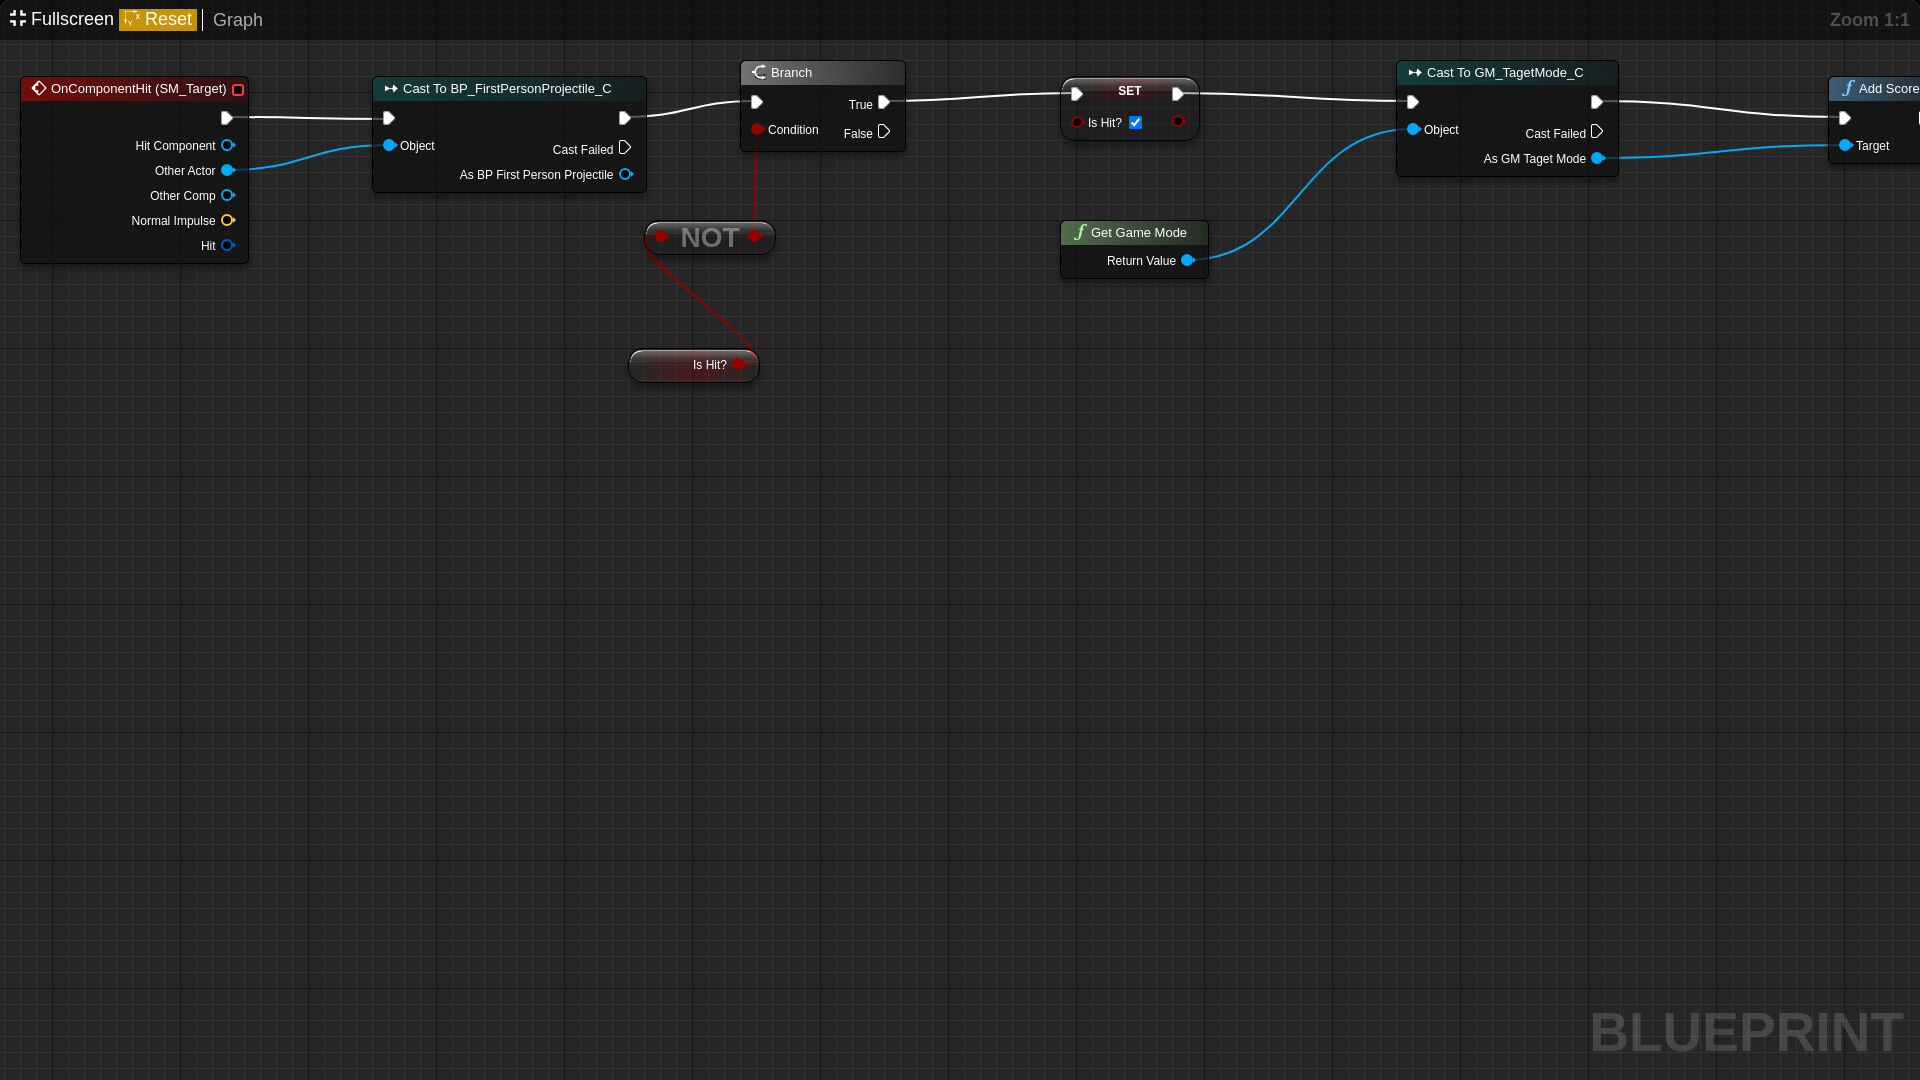 Fullscreen Reset Graph Zoom 1:1
OnComponentHit (SM_Target)
Hit Component
Other Actor
Other Comp
Normal Impulse
Hit
Cast To BP_FirstPersonProjectile_C
Object
Cast Failed
As BP First Person Projectile
Branch
True
Condition
False
NOT
Is Hit?
SET
Is Hit?
Get Game Mode
Return Value
Cast To GM_TagetMode_C
Object
Cast Failed
As GM Taget Mode
Add Score
Target
BLUEPRINT